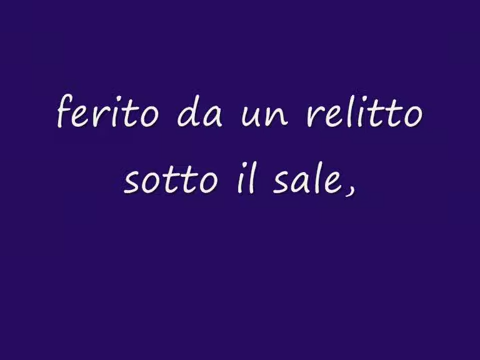 ferito da un relitto
sotto il sale,